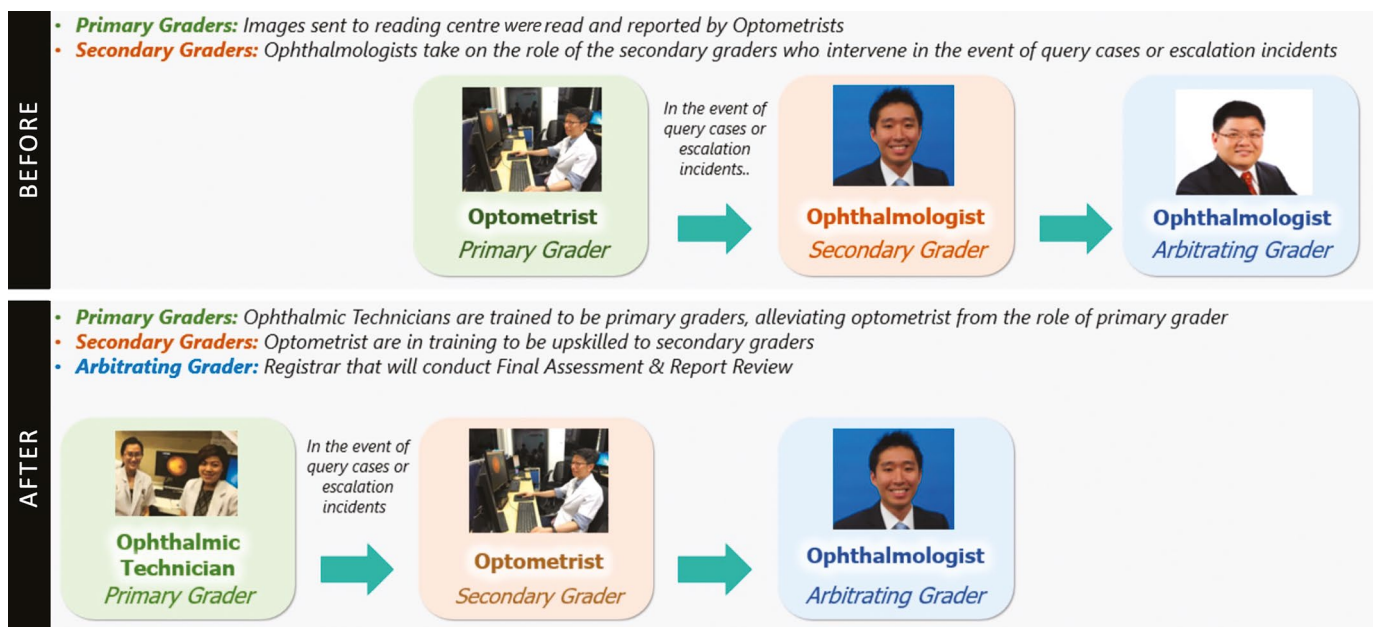 BEFORE
• Primary Graders: Images sent to reading centre were read and reported by Optometrists
• Secondary Graders: Ophthalmologists take on the role of the secondary graders who intervene in the event of query cases or escalation incidents
Optometrist
Primary Grader
In the event of
query cases or
escalation
incidents..
Ophthalmologist
Secondary Grader
Ophthalmologist
Arbitrating Grader
AFTER
• Primary Graders: Ophthalmic Technicians are trained to be primary graders, alleviating optometrist from the role of primary grader
• Secondary Graders: Optometrist are in training to be upskilled to secondary graders
• Arbitrating Grader: Registrar that will conduct Final Assessment & Report Review
Ophthalmic
Technician
Primary Grader
In the event of
query cases or
escalation
incidents
Optometrist
Secondary Grader
Ophthalmologist
Arbitrating Grader